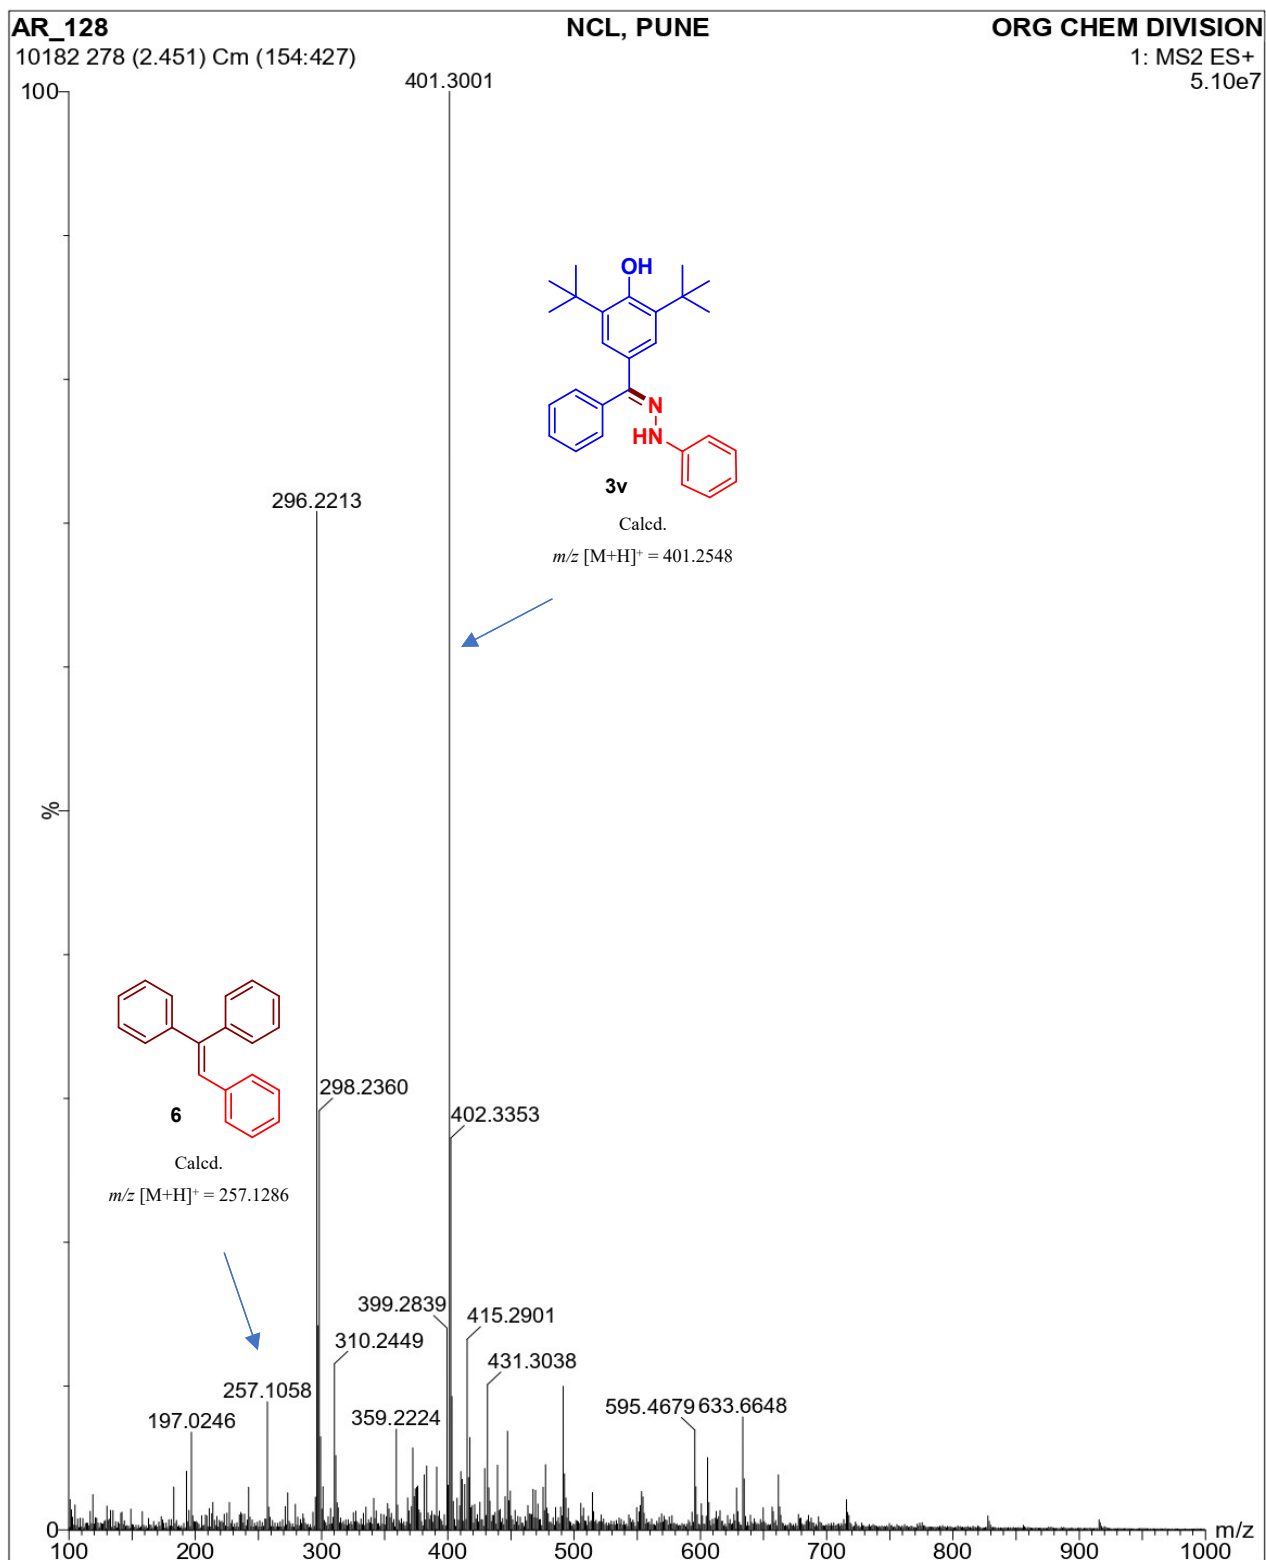 AR_128 NCL, PUNE ORG CHEM DIVISION
10182 278 (2.451) Cm (154:427) 1: MS2 ES+
401.3001 5.10e7
100
OH
N
HN
3v
Calcd.
m/z [M+H]+ = 401.2548
296.2213
%
298.2360
402.3353
6
Calcd.
m/z [M+H]+ = 257.1286
399.2839
415.2901
310.2449
431.3038
257.1058
595.4679 633.6648
359.2224
197.0246
0
m/z
100 200 300 400 500 600 700 800 900 1000